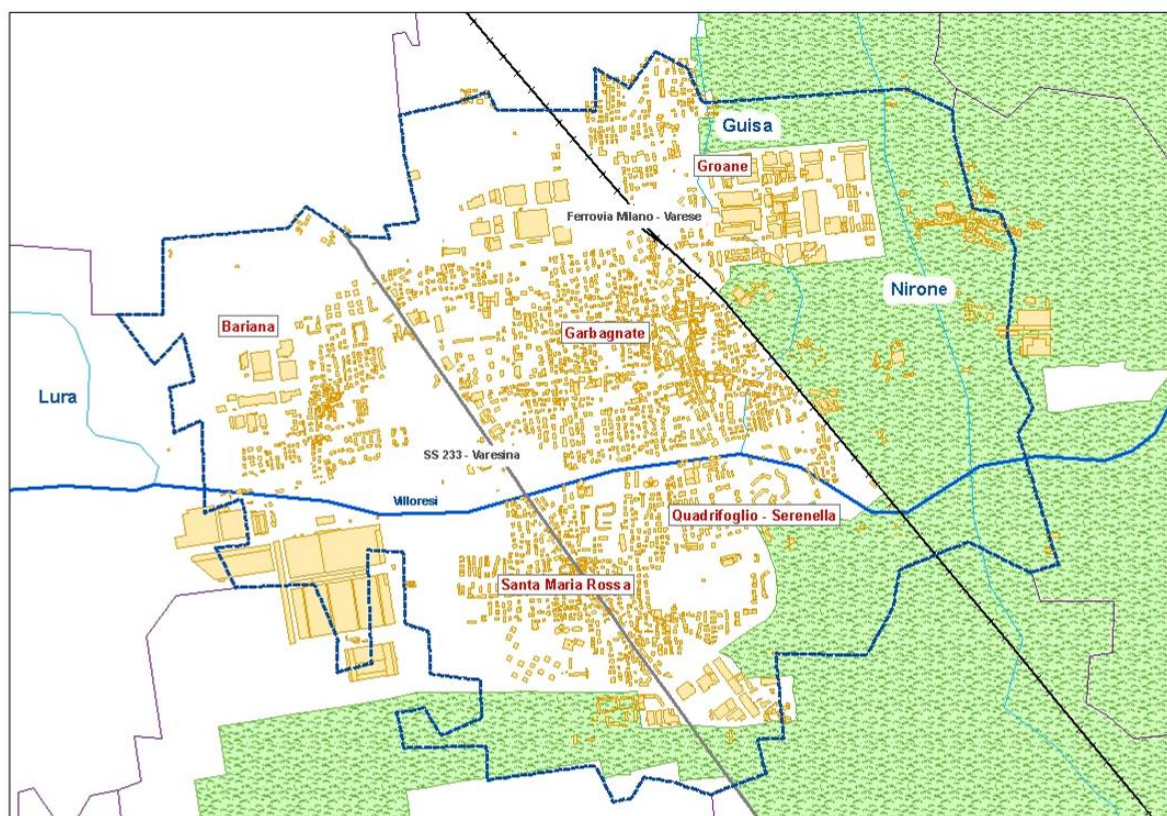 Guisa
Groane
Ferrovia Milano - Varese
Nirone
Bariana
Garbagnate
Lura
SS 233 - Varesina
Villoresi
Quadrifoglio - Serenella
Santa Maria Rossa